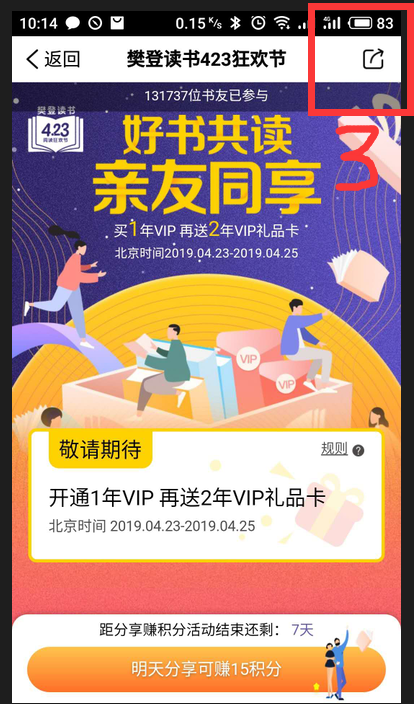 10:14 0.15 K/s 4G 83
返回 樊登读书423狂欢节
3
131737位书友已参与
樊登读书
4.23
阅读狂欢节
好书共读
亲友同享
买1年VIP 再送2年VIP礼品卡
北京时间2019.04.23-2019.04.25
VIP
VIP
敬请期待 规则 ?
开通1年VIP 再送2年VIP礼品卡
北京时间 2019.04.23-2019.04.25
距分享赚积分活动结束还剩： 7天
明天分享可赚15积分